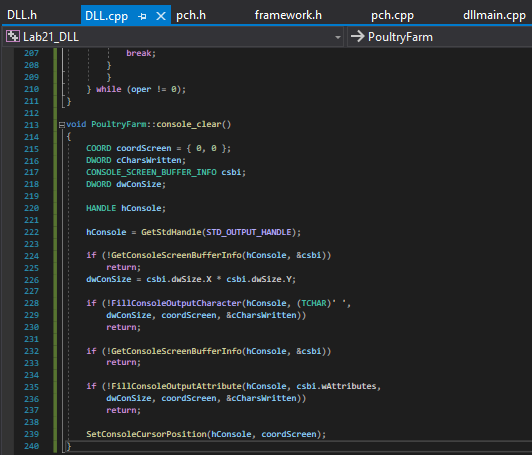 DLL.h DLL.cpp pch.h framework.h pch.cpp dllmain.cpp
Lab21_DLL PoultryFarm
207 break;
208 }
209 }
210 } while (oper != 0);
211 }
212
213 void PoultryFarm::console_clear()
214 {
215 COORD coordScreen = { 0, 0 };
216 DWORD cCharsWritten;
217 CONSOLE_SCREEN_BUFFER_INFO csbi;
218 DWORD dwConSize;
219
220 HANDLE hConsole;
221
222 hConsole = GetStdHandle(STD_OUTPUT_HANDLE);
223
224 if (!GetConsoleScreenBufferInfo(hConsole, &csbi))
225 return;
226 dwConSize = csbi.dwSize.X * csbi.dwSize.Y;
227
228 if (!FillConsoleOutputCharacter(hConsole, (TCHAR)' ',
229 dwConSize, coordScreen, &cCharsWritten))
230 return;
231
232 if (!GetConsoleScreenBufferInfo(hConsole, &csbi))
233 return;
234
235 if (!FillConsoleOutputAttribute(hConsole, csbi.wAttributes,
236 dwConSize, coordScreen, &cCharsWritten))
237 return;
238
239 SetConsoleCursorPosition(hConsole, coordScreen);
240 }